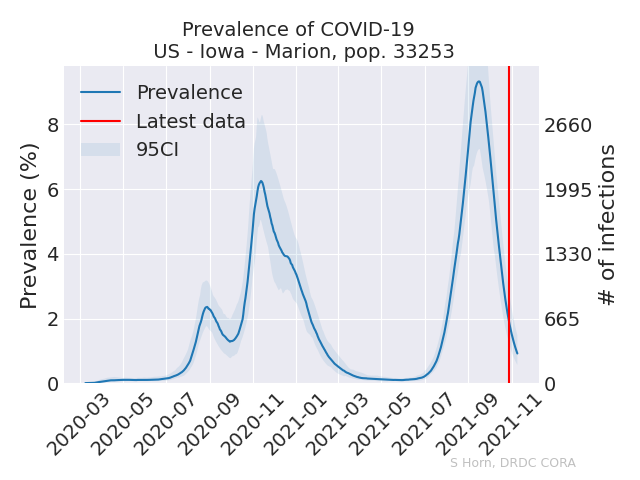 Prevalence of COVID-19
US - Iowa - Marion, pop. 33253
Prevalence
Latest data
95CI
Prevalence (%)
8
6
4
2
0
# of infections
2660
1995
1330
665
0
2020-03
2020-05
2020-07
2020-09
2020-11
2021-01
2021-03
2021-05
2021-07
2021-09
2021-11
S Horn, DRDC CORA